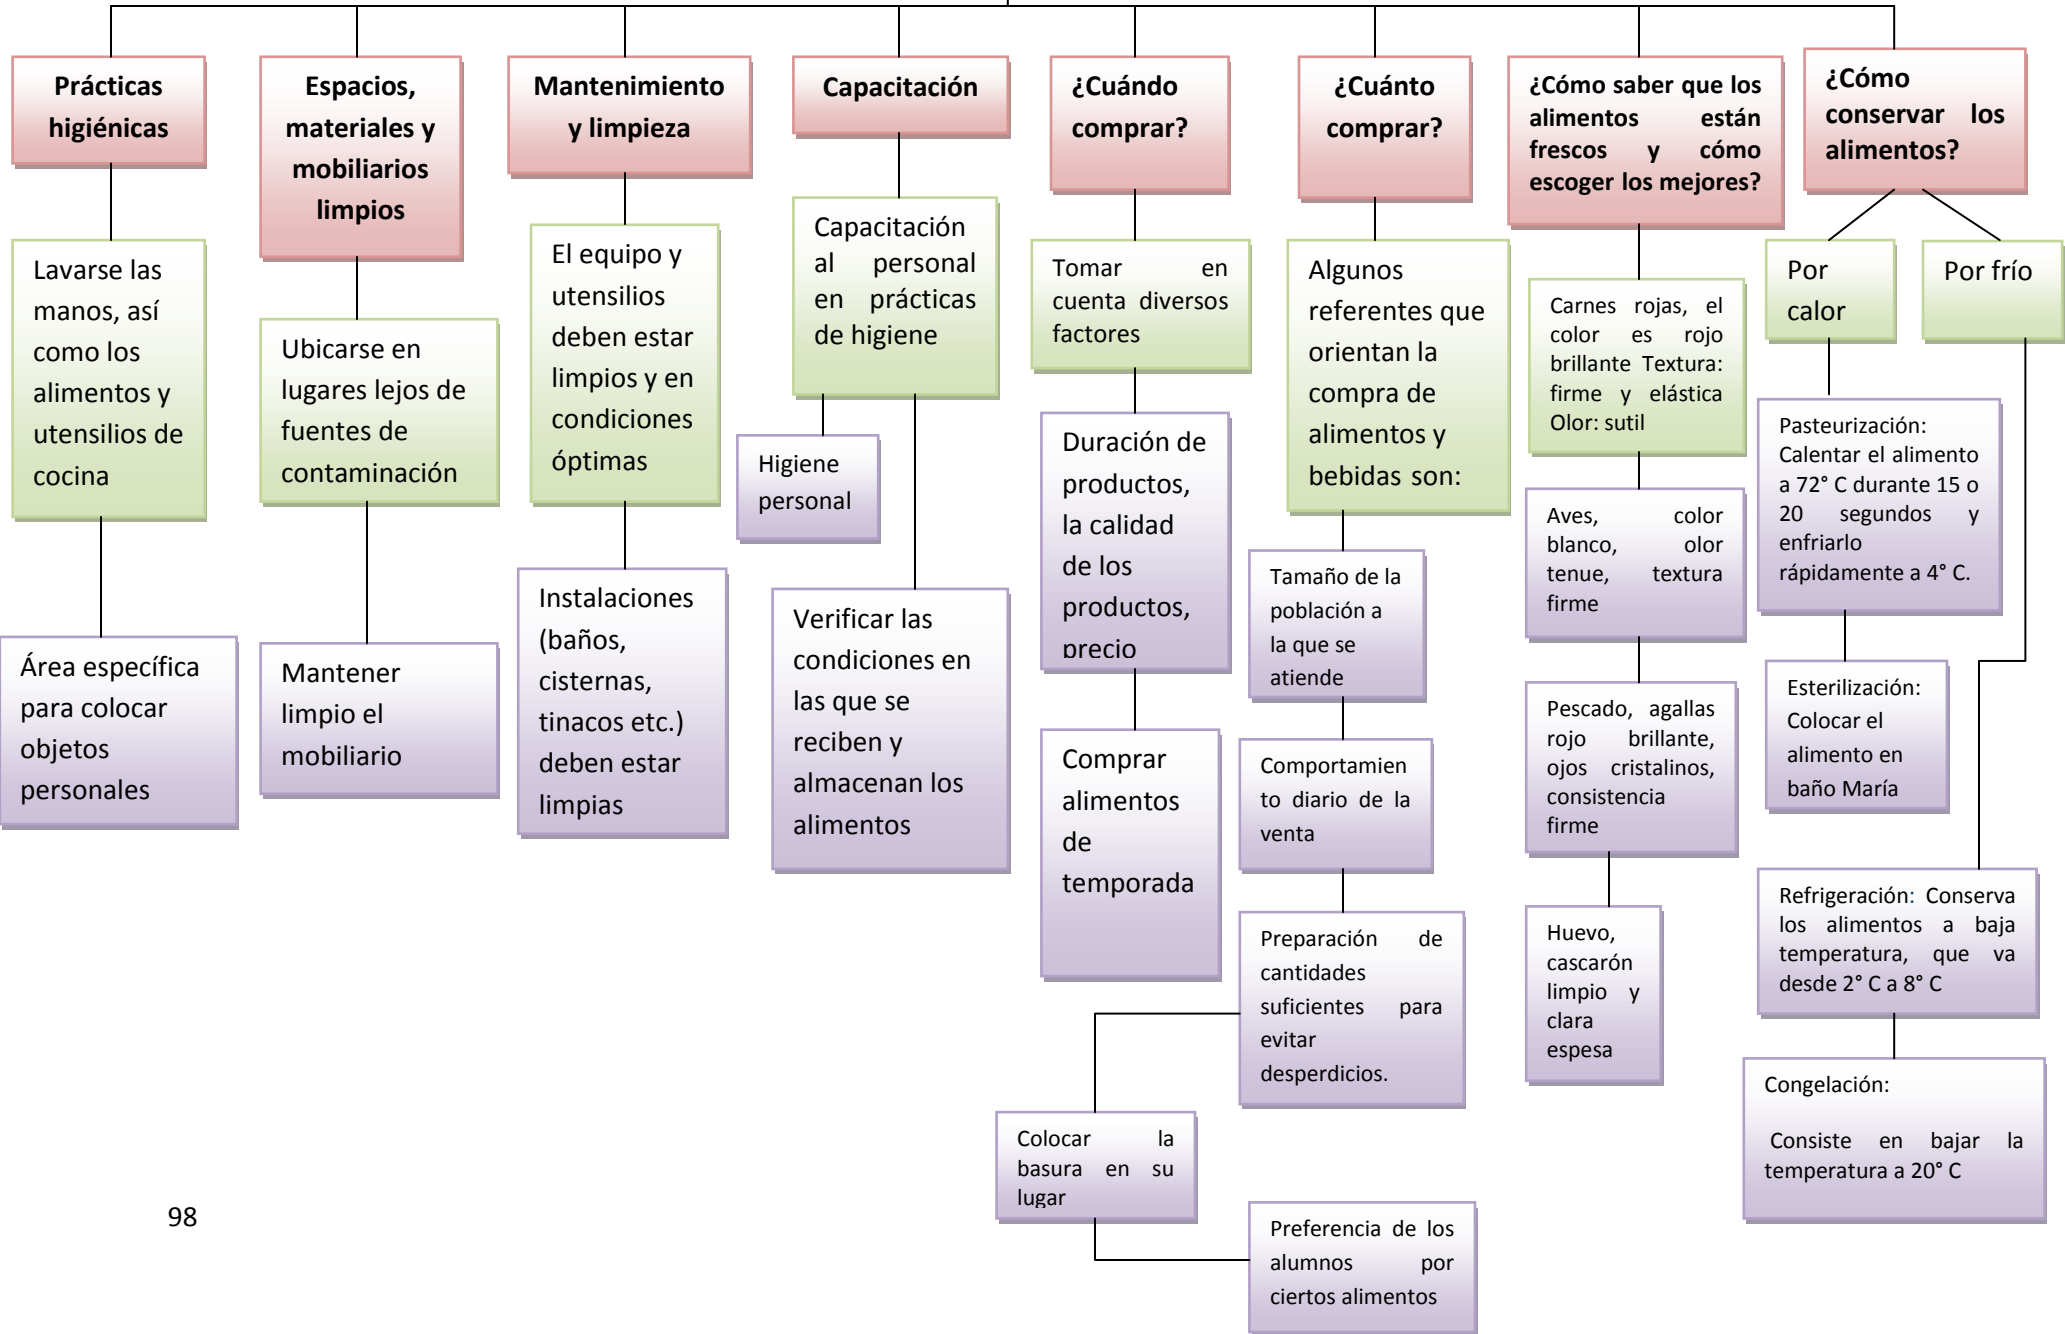 Prácticas
higiénicas
Lavarse las
manos, así
como los
alimentos y
utensilios de
cocina
Área específica
para colocar
objetos
personales
Espacios,
materiales y
mobiliarios
limpios
Ubicarse en
lugares lejos de
fuentes de
contaminación
Mantener
limpio el
mobiliario
Mantenimiento
y limpieza
El equipo y
utensilios
deben estar
limpios y en
condiciones
óptimas
Instalaciones
(baños,
cisternas,
tinacos etc.)
deben estar
limpias
Capacitación
Capacitación
al personal
en prácticas
de higiene
Higiene
personal
Verificar las
condiciones en
las que se
reciben y
almacenan los
alimentos
¿Cuándo
comprar?
Tomar en
cuenta diversos
factores
Duración de
productos,
la calidad
de los
productos,
precio
Comprar
alimentos
de
temporada
¿Cuánto
comprar?
Algunos
referentes que
orientan la
compra de
alimentos y
bebidas son:
Tamaño de la
población a
la que se
atiende
Comportamien
to diario de la
venta
Preparación de
cantidades
suficientes para
evitar
desperdicios.
Colocar la
basura en su
lugar
Preferencia de los
alumnos por
ciertos alimentos
¿Cómo saber que los
alimentos están
frescos y cómo
escoger los mejores?
Carnes rojas, el
color es rojo
brillante Textura:
firme y elástica
Olor: sutil
Aves, color
blanco, olor
tenue, textura
firme
Pescado, agallas
rojo brillante,
ojos cristalinos,
consistencia
firme
Huevo,
cascarón
limpio y
clara
espesa
¿Cómo
conservar los
alimentos?
Por
calor
Pasteurización:
Calentar el alimento
a 72° C durante 15 o
20 segundos y
enfriarlo
rápidamente a 4° C.
Esterilización:
Colocar el
alimento en
baño María
Por frío
Refrigeración: Conserva
los alimentos a baja
temperatura, que va
desde 2° C a 8° C
Congelación:
Consiste en bajar la
temperatura a 20° C
98